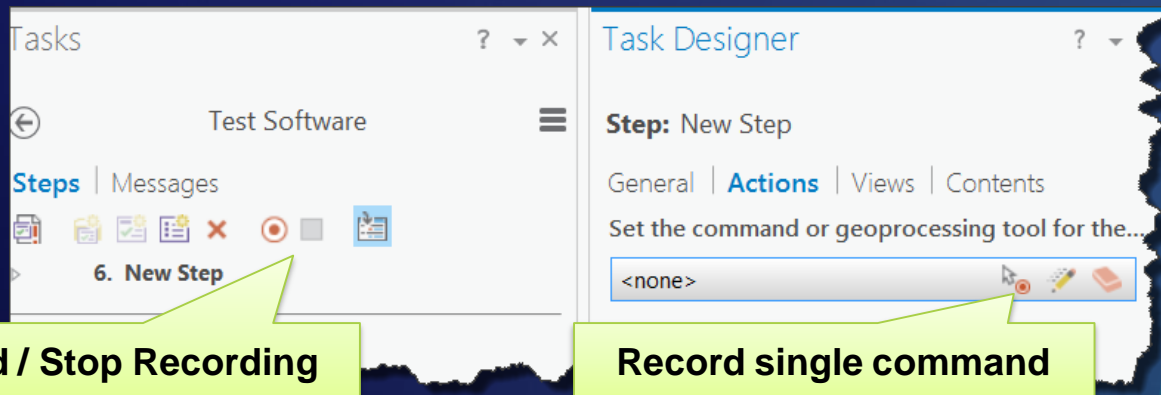 Tasks ? ×
Test Software
Steps | Messages
6. New Step
/ Stop Recording
Task Designer ?
Step: New Step
General | Actions | Views | Contents
Set the command or geoprocessing tool for the...
<none>
Record single command